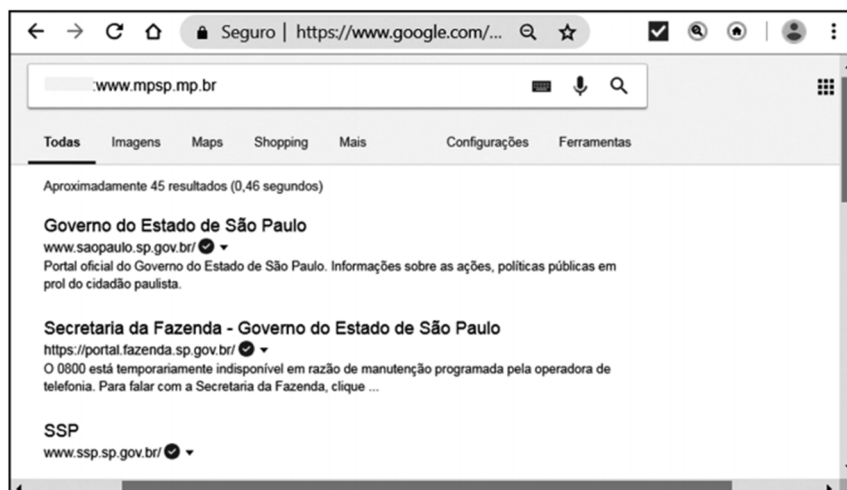 Seguro | https://www.google.com/...
:www.mpsp.mp.br
Todas Imagens Maps Shopping Mais Configurações Ferramentas
Aproximadamente 45 resultados (0,46 segundos)
Governo do Estado de São Paulo
www.saopaulo.sp.gov.br/
Portal oficial do Governo do Estado de São Paulo. Informações sobre as ações, políticas públicas em
prol do cidadão paulista.
Secretaria da Fazenda - Governo do Estado de São Paulo
https://portal.fazenda.sp.gov.br/
O 0800 está temporariamente indisponível em razão de manutenção programada pela operadora de
telefonia. Para falar com a Secretaria da Fazenda, clique ...
SSP
www.ssp.sp.gov.br/